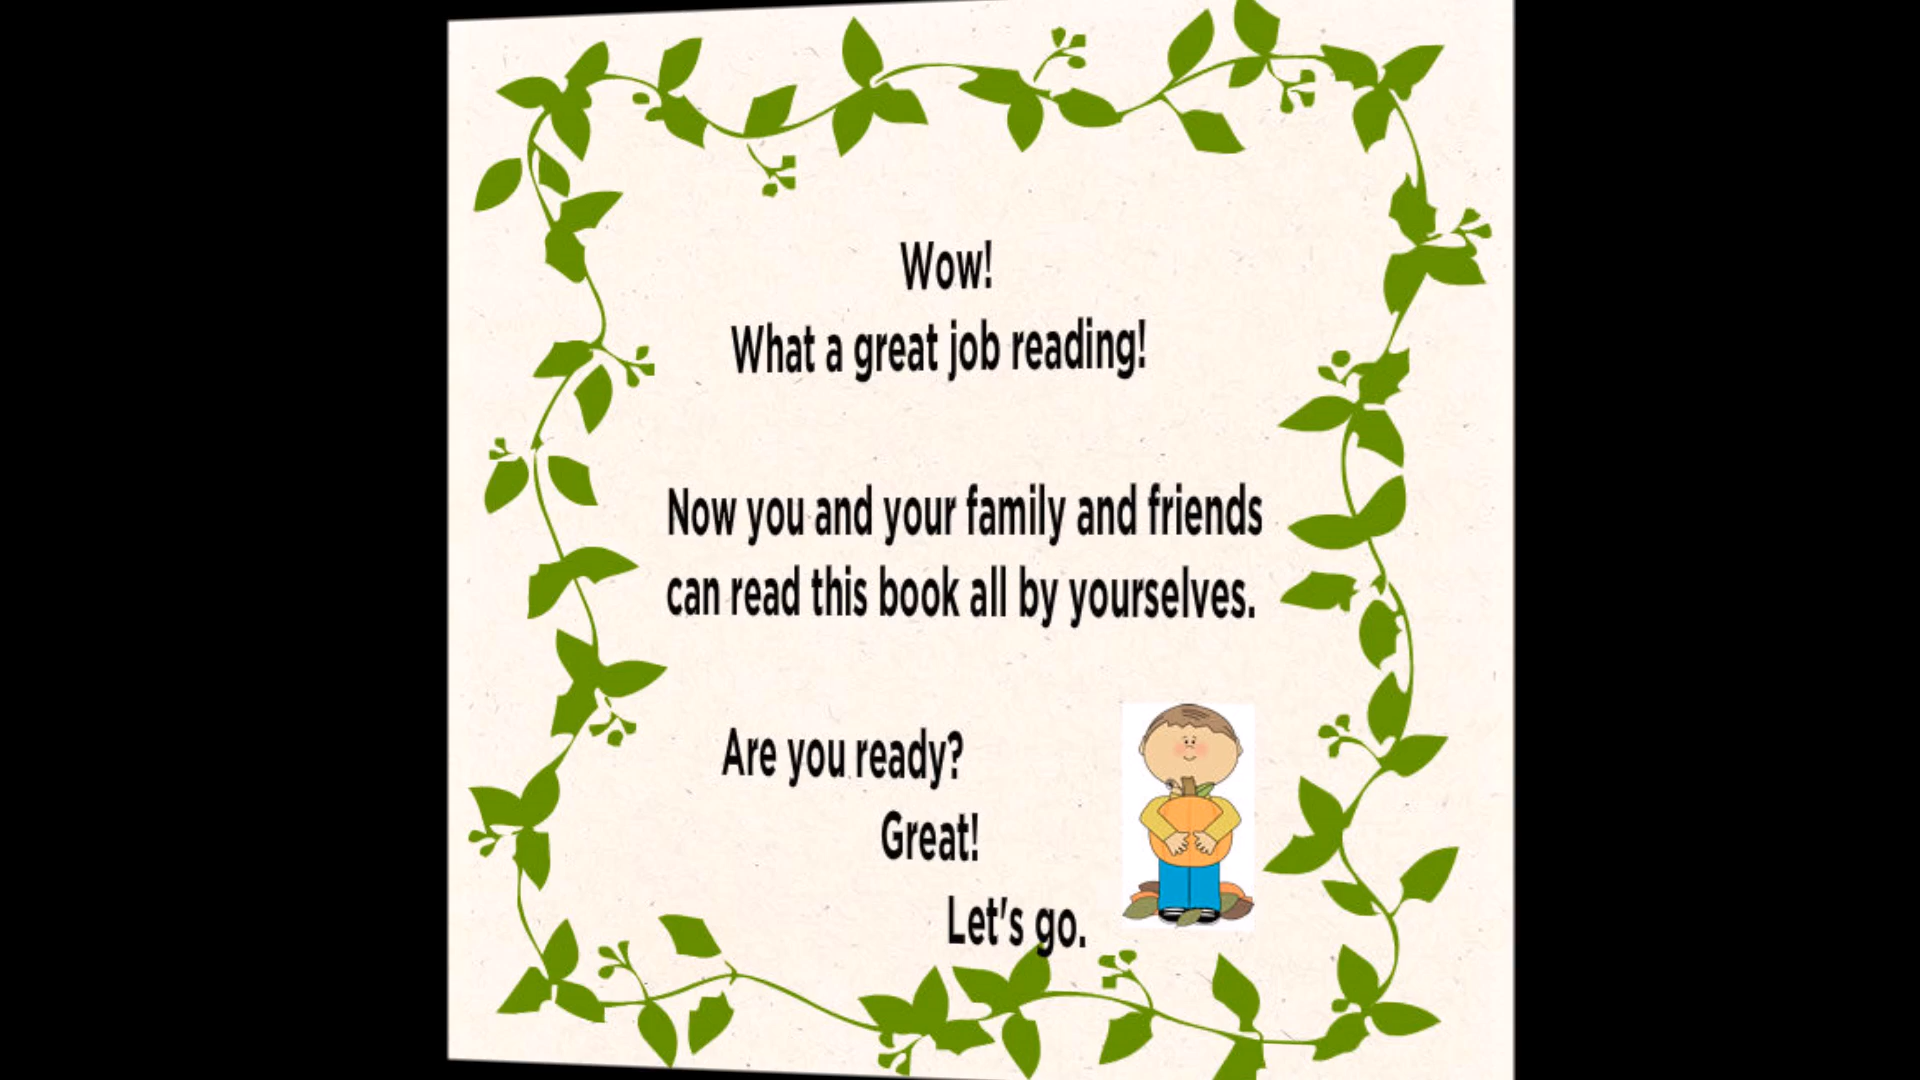 Wow!
What a great job reading!
Now you and your family and friends
can read this book all by yourselves.
Are you ready?
Great!
Let's go.